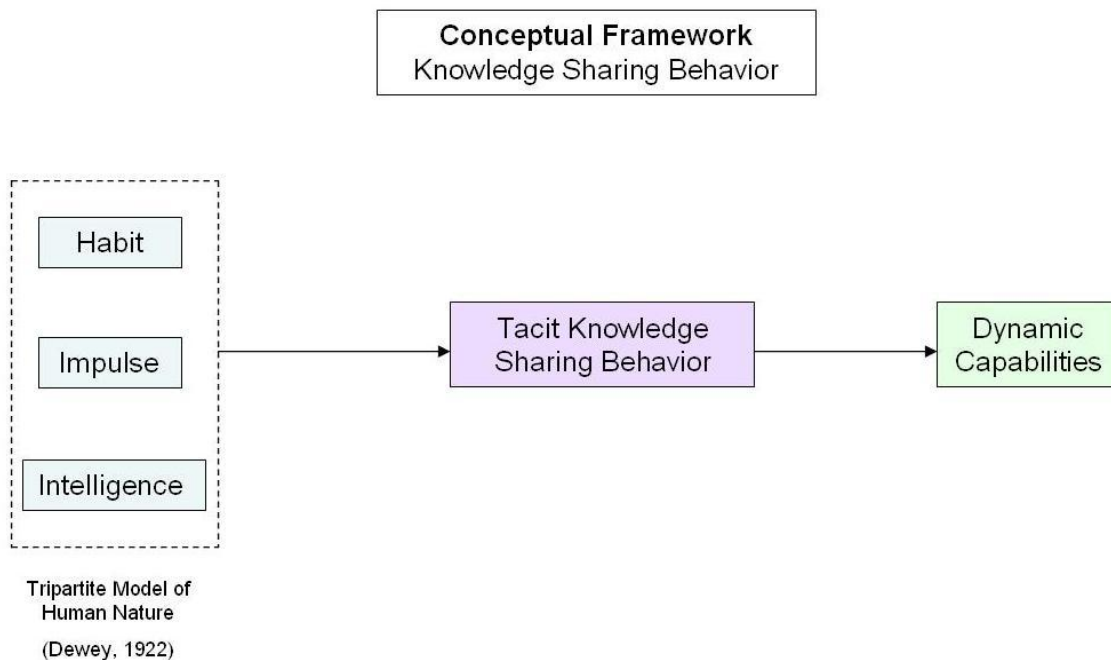 Conceptual Framework
Knowledge Sharing Behavior
Habit
Impulse
Intelligence
Tacit Knowledge
Sharing Behavior
Dynamic
Capabilities
Tripartite Model of
Human Nature
(Dewey, 1922)